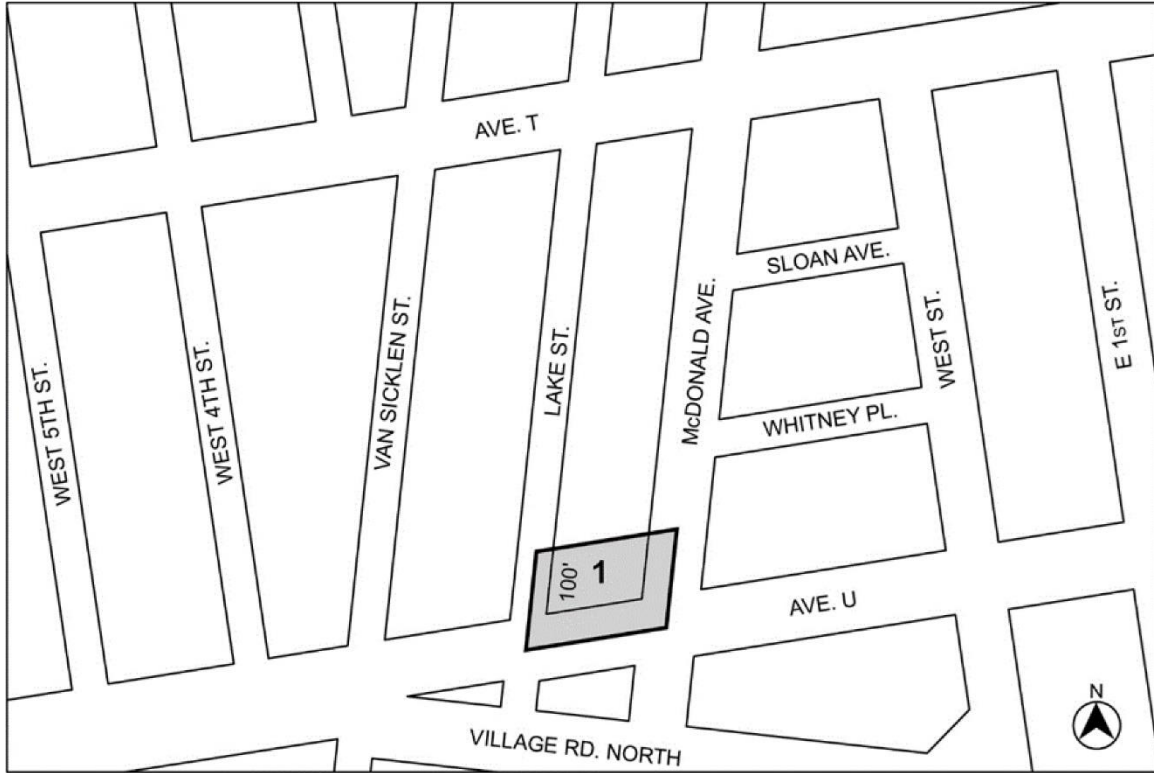 AVE. T
SLOAN AVE.
WEST 5TH ST.
WEST 4TH ST.
VAN SICKLEN ST.
LAKE ST.
McDONALD AVE.
WEST ST.
E 1ST ST.
WHITNEY PL.
100'
1
AVE. U
N
VILLAGE RD. NORTH